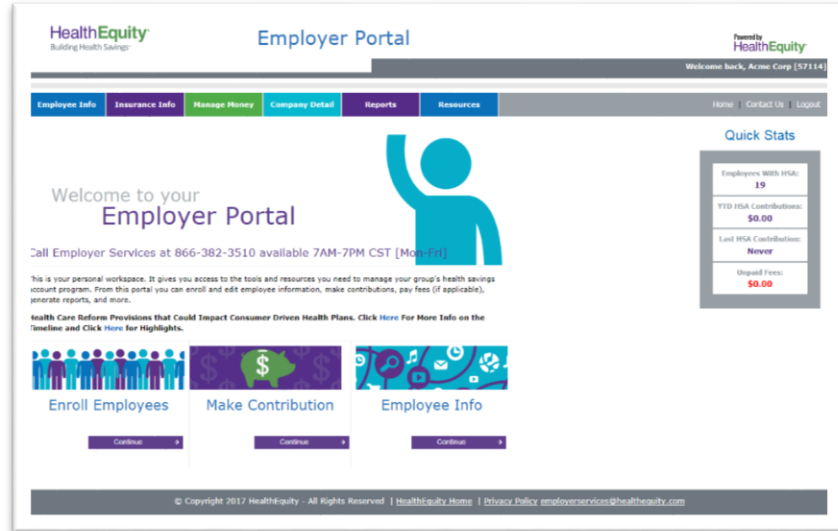 HealthEquity
Building Health Savings
Employer Portal
Powered by
HealthEquity
Welcome back, Acme Corp [57114]
Employee Info
Insurance Info
Manage Money
Company Detail
Reports
Resources
Home | Contact Us | Logout
Quick Stats
Employees With HSA:
19
YTD HSA Contributions:
$0.00
Last HSA Contribution:
Never
Unpaid Fees:
$0.00
Welcome to your
Employer Portal
Call Employer Services at 866-382-3510 available 7AM-7PM CST [Mon-Fri]
This is your personal workspace. It gives you access to the tools and resources you need to manage your group's health savings
account program. From this portal you can enroll and edit employee information, make contributions, pay fees (if applicable),
generate reports, and more.
Health Care Reform Provisions that Could Impact Consumer Driven Health Plans. Click Here For More Info on the
Timeline and Click Here for Highlights.
Enroll Employees
Continue
Make Contribution
Continue
Employee Info
Continue
© Copyright 2017 HealthEquity - All Rights Reserved | HealthEquity Home | Privacy Policy employerservices@healthequity.com